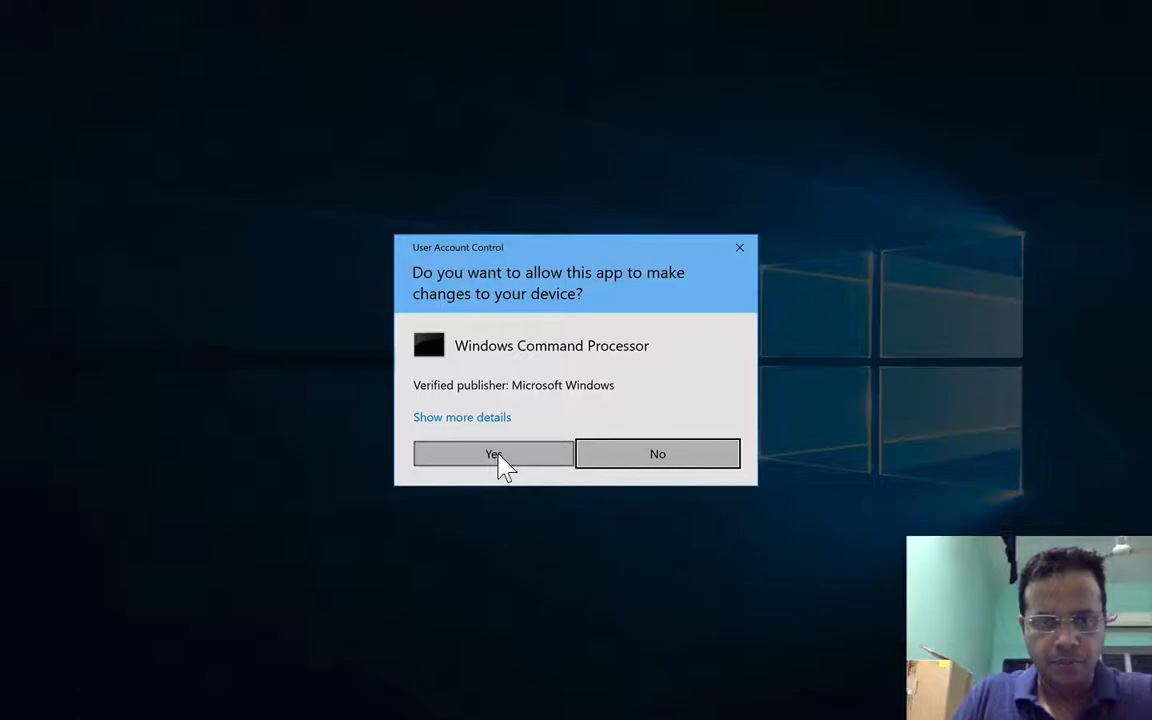 User Account Control
Do you want to allow this app to make
changes to your device?
Windows Command Processor
Verified publisher: Microsoft Windows
Show more details
Yes
No